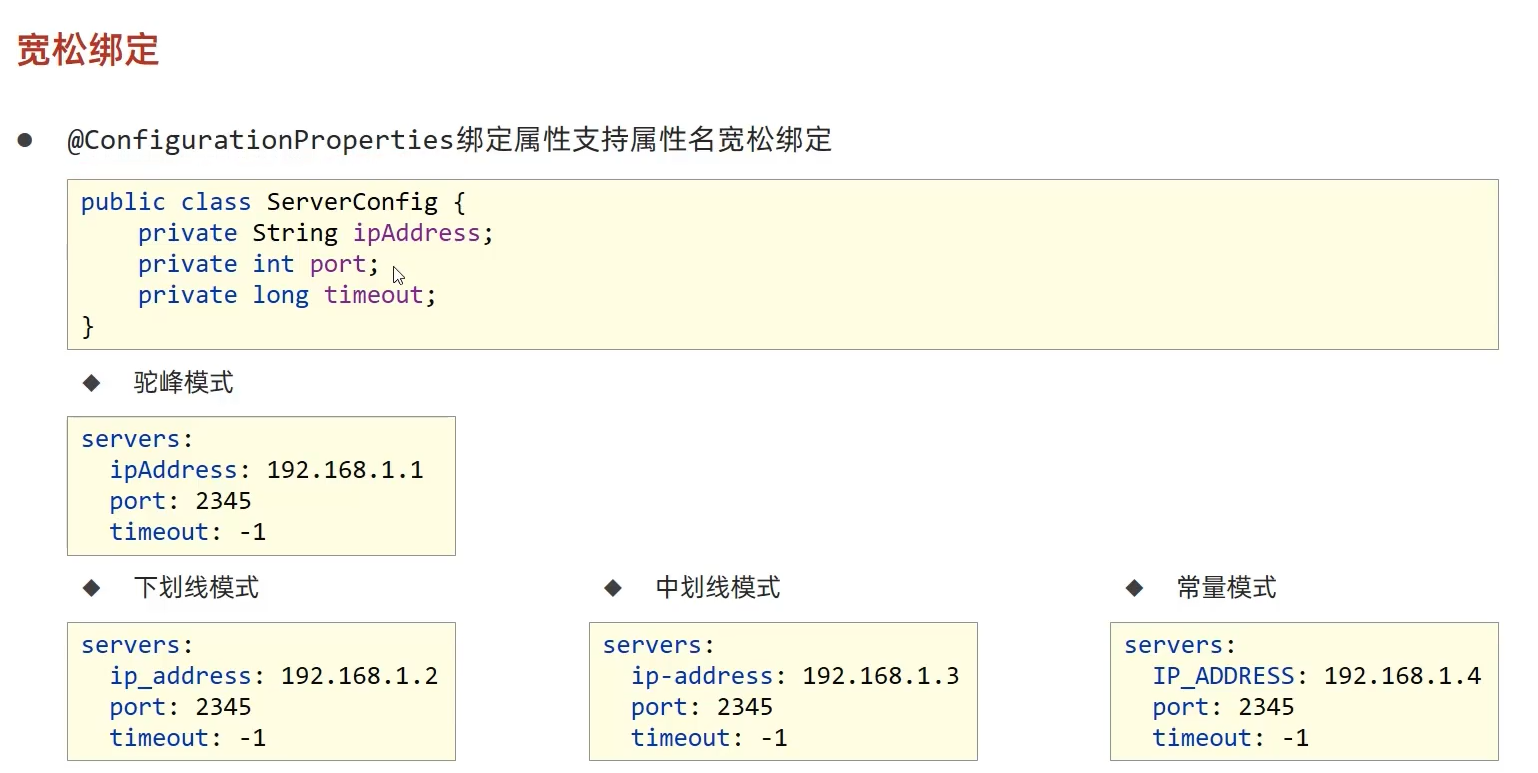 宽松绑定
● @ConfigurationProperties绑定属性支持属性名宽松绑定
public class ServerConfig {
    private String ipAddress;
    private int port;
    private long timeout;
}
◆ 驼峰模式
servers:
  ipAddress: 192.168.1.1
  port: 2345
  timeout: -1
◆ 下划线模式
servers:
  ip_address: 192.168.1.2
  port: 2345
  timeout: -1
◆ 中划线模式
servers:
  ip-address: 192.168.1.3
  port: 2345
  timeout: -1
◆ 常量模式
servers:
  IP_ADDRESS: 192.168.1.4
  port: 2345
  timeout: -1